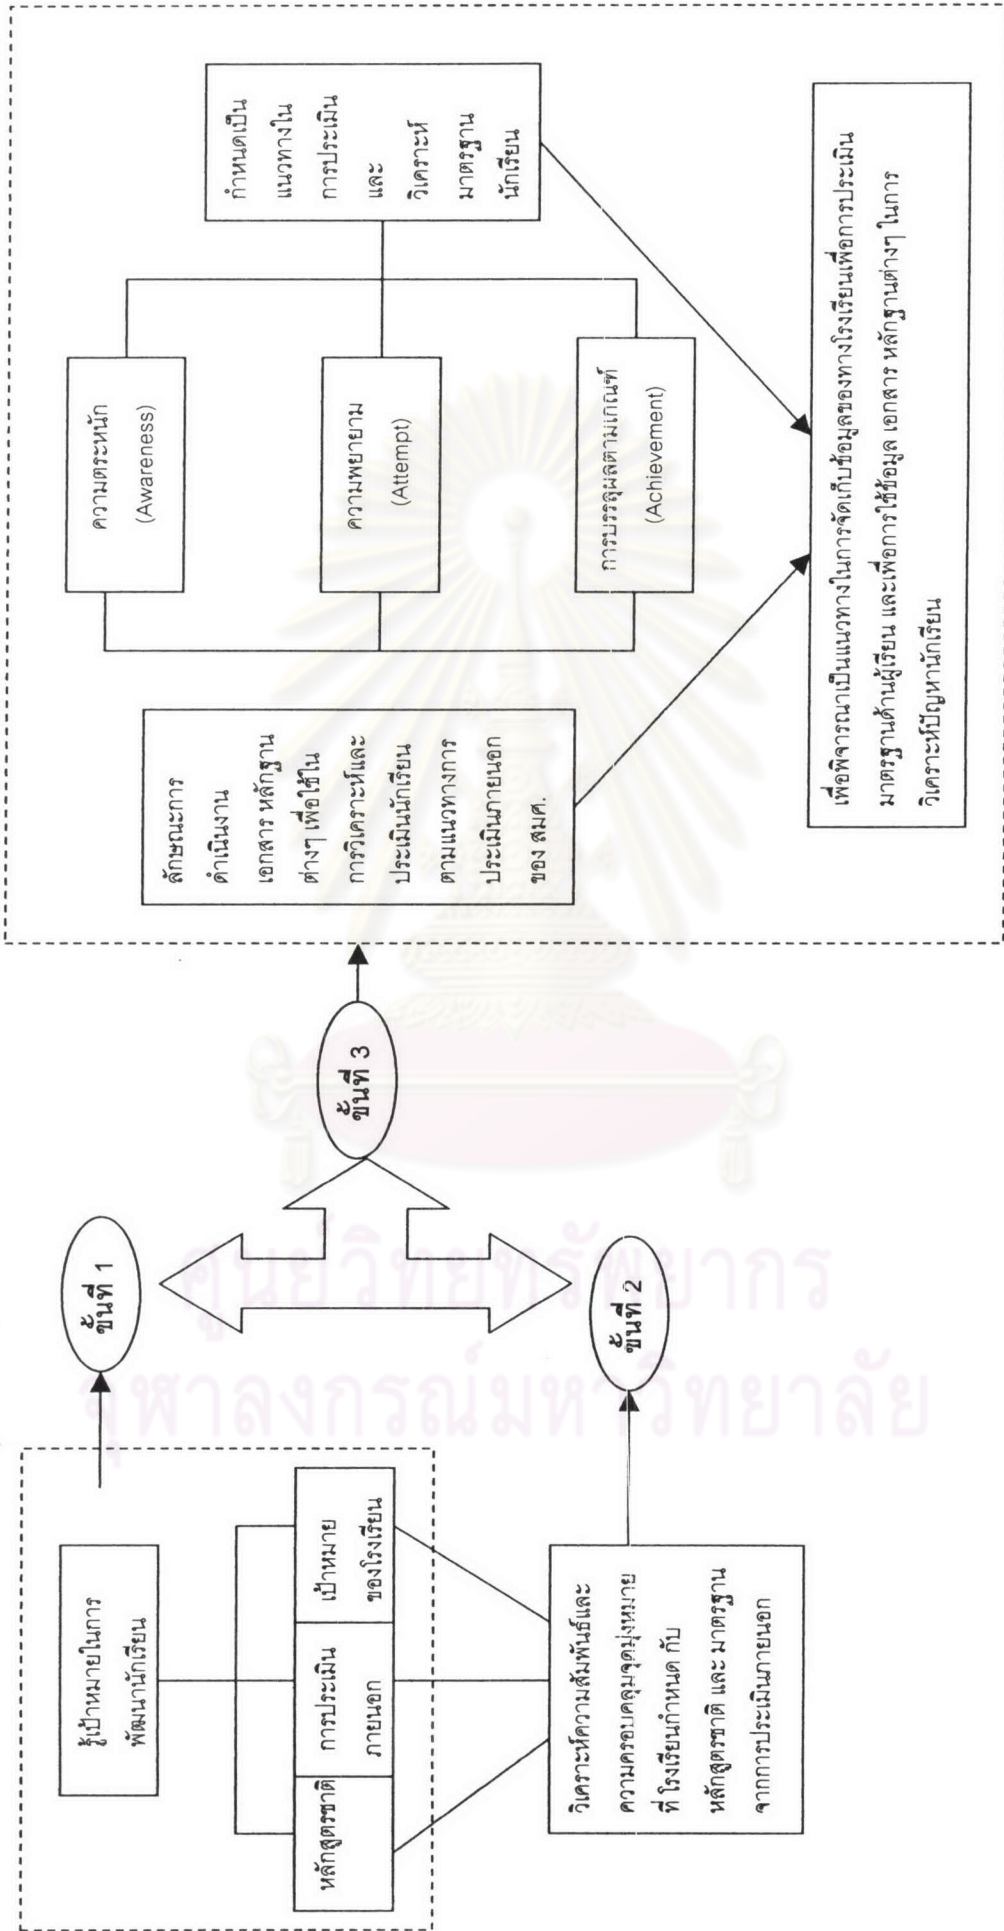 รู้เป้าหมายในการ
พัฒนานักเรียน
หลักสูตรชาติ
การประเมิน
ภายนอก
เป้าหมาย
ของโรงเรียน
ขั้นที่ 1
วิเคราะห์ความสัมพันธ์และ
ความครอบคลุมจุดมุ่งหมาย
ที่ โรงเรียนกำหนด กับ
หลักสูตรชาติ และ มาตรฐาน
จากการประเมินภายนอก
ขั้นที่ 2
ขั้นที่ 3
ลักษณะการ
ดำเนินงาน
เอกสาร หลักฐาน
ต่างๆ เพื่อใช้ใน
การวิเคราะห์และ
ประเมินนักเรียน
ตามแนวทางการ
ประเมินภายนอก
ของ สมศ.
ความตระหนัก
(Awareness)
ความพยายาม
(Attempt)
การบรรลุผลตามเกณฑ์
(Achievement)
กำหนดเป็น
แนวทางใน
การประเมิน
และ
วิเคราะห์
มาตรฐาน
นักเรียน
เพื่อพิจารณาเป็นแนวทางในการจัดเก็บข้อมูลของทางโรงเรียนเพื่อการประเมิน
มาตรฐานด้านผู้เรียน และเพื่อการใช้ข้อมูล เอกสาร หลักฐานต่างๆ ในการ
วิเคราะห์ปัญหานักเรียน
ศูนย์วิทยทรัพยากร
จุฬาลงกรณ์มหาวิทยาลัย